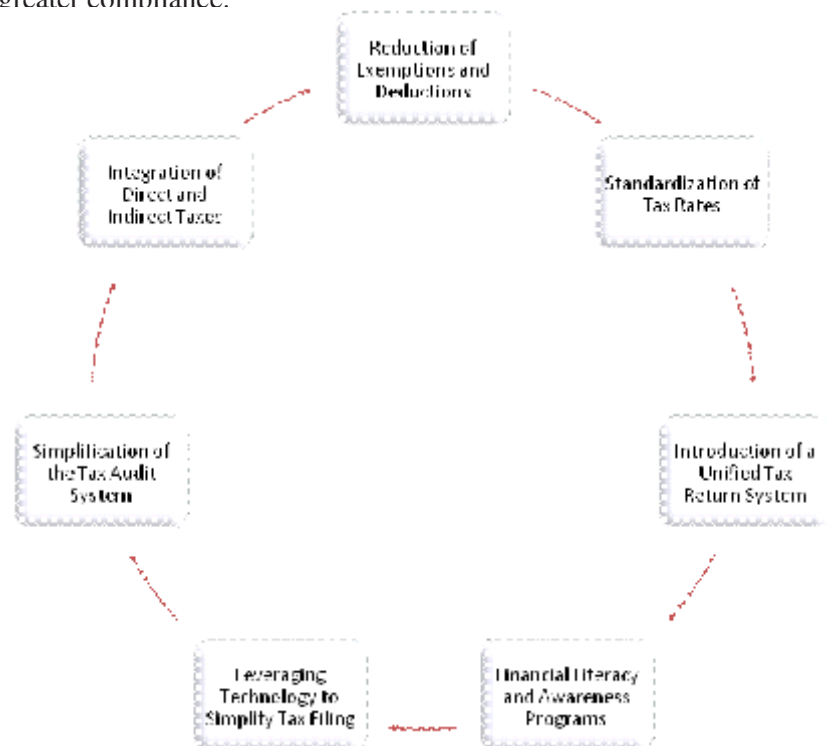 greater compliance.
Reduction of
Exemptions and
Deductions
Standardization of
Tax Rates
Introduction of a
Unified Tax
Return System
Financial Literacy
and Awareness
Programs
Leveraging
Technology to
Simplify Tax Filing
Simplification of
the Tax Audit
System
Integration of
Direct and
Indirect Taxes